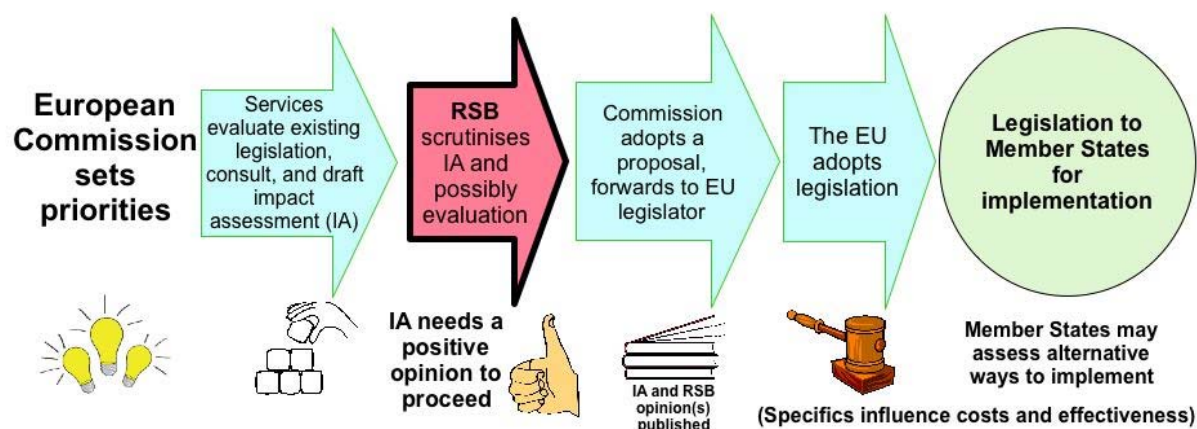 European
Commission
sets
priorities
Services
evaluate existing
legislation,
consult, and draft
impact
assessment (IA)
RSB
scrutinises
IA and
possibly
evaluation
Commission
adopts a
proposal,
forwards to EU
legislator
The EU
adopts
legislation
Legislation to
Member States
for
implementation
IA needs a
positive
opinion to
proceed
IA and RSB
opinion(s)
published
Member States may
assess alternative
ways to implement
(Specifics influence costs and effectiveness)